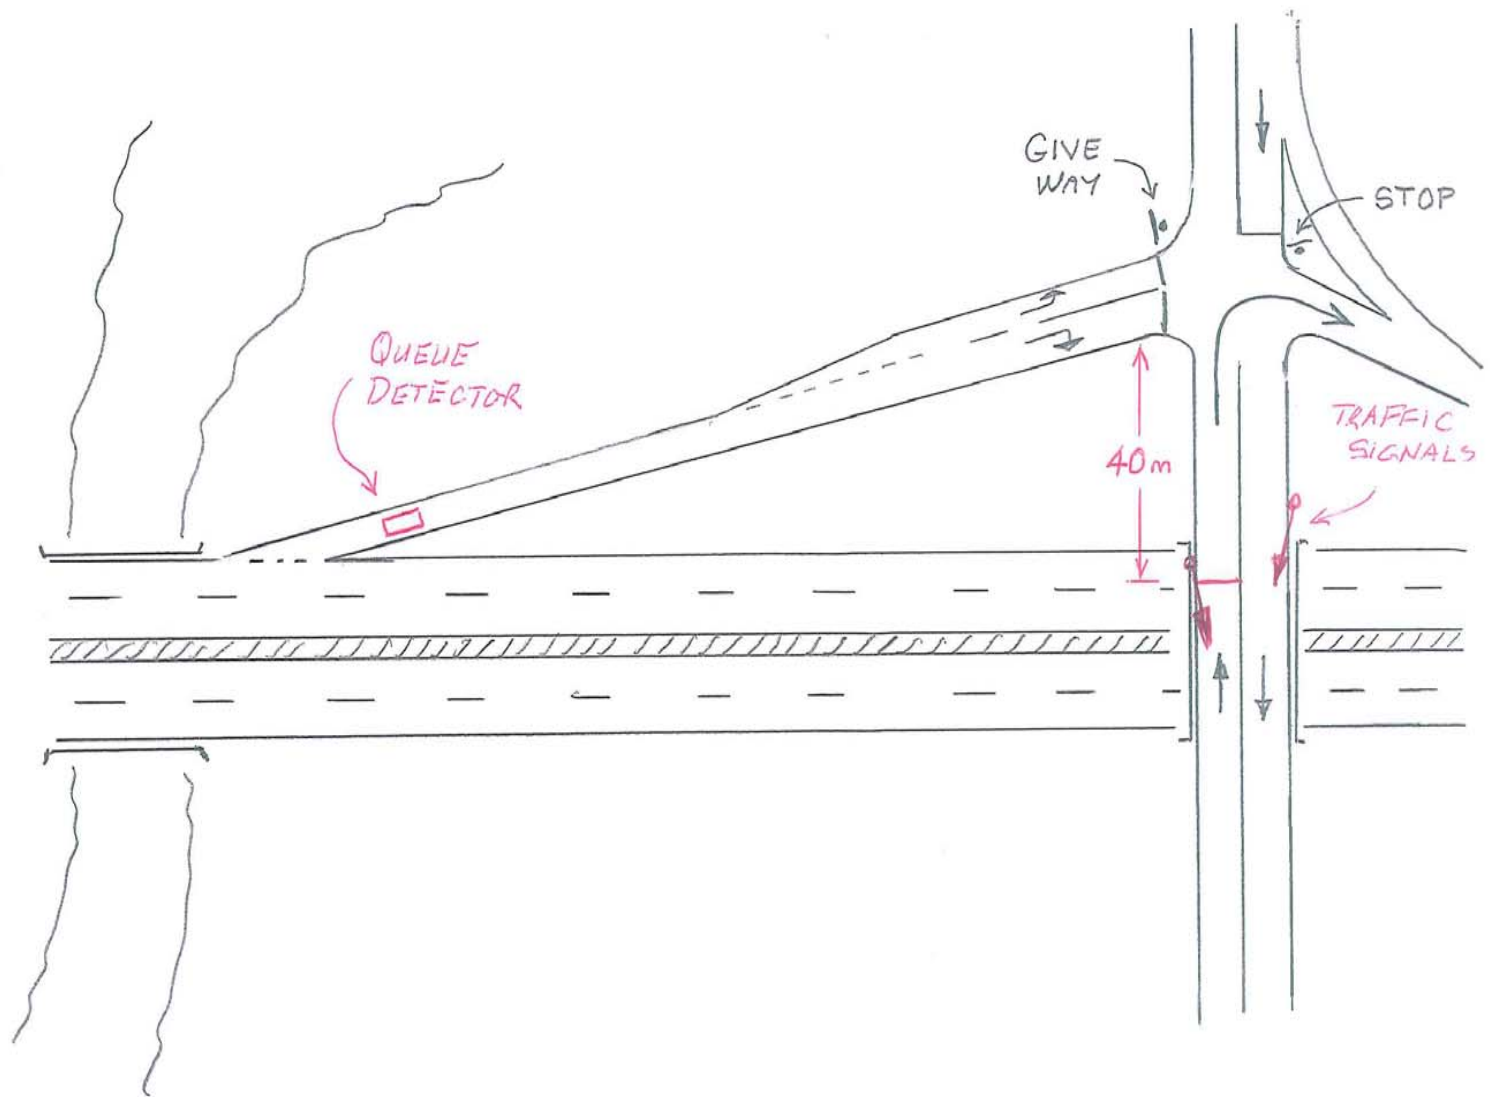 GIVE
WAY
STOP
QUEUE
DETECTOR
TRAFFIC
SIGNALS
40m